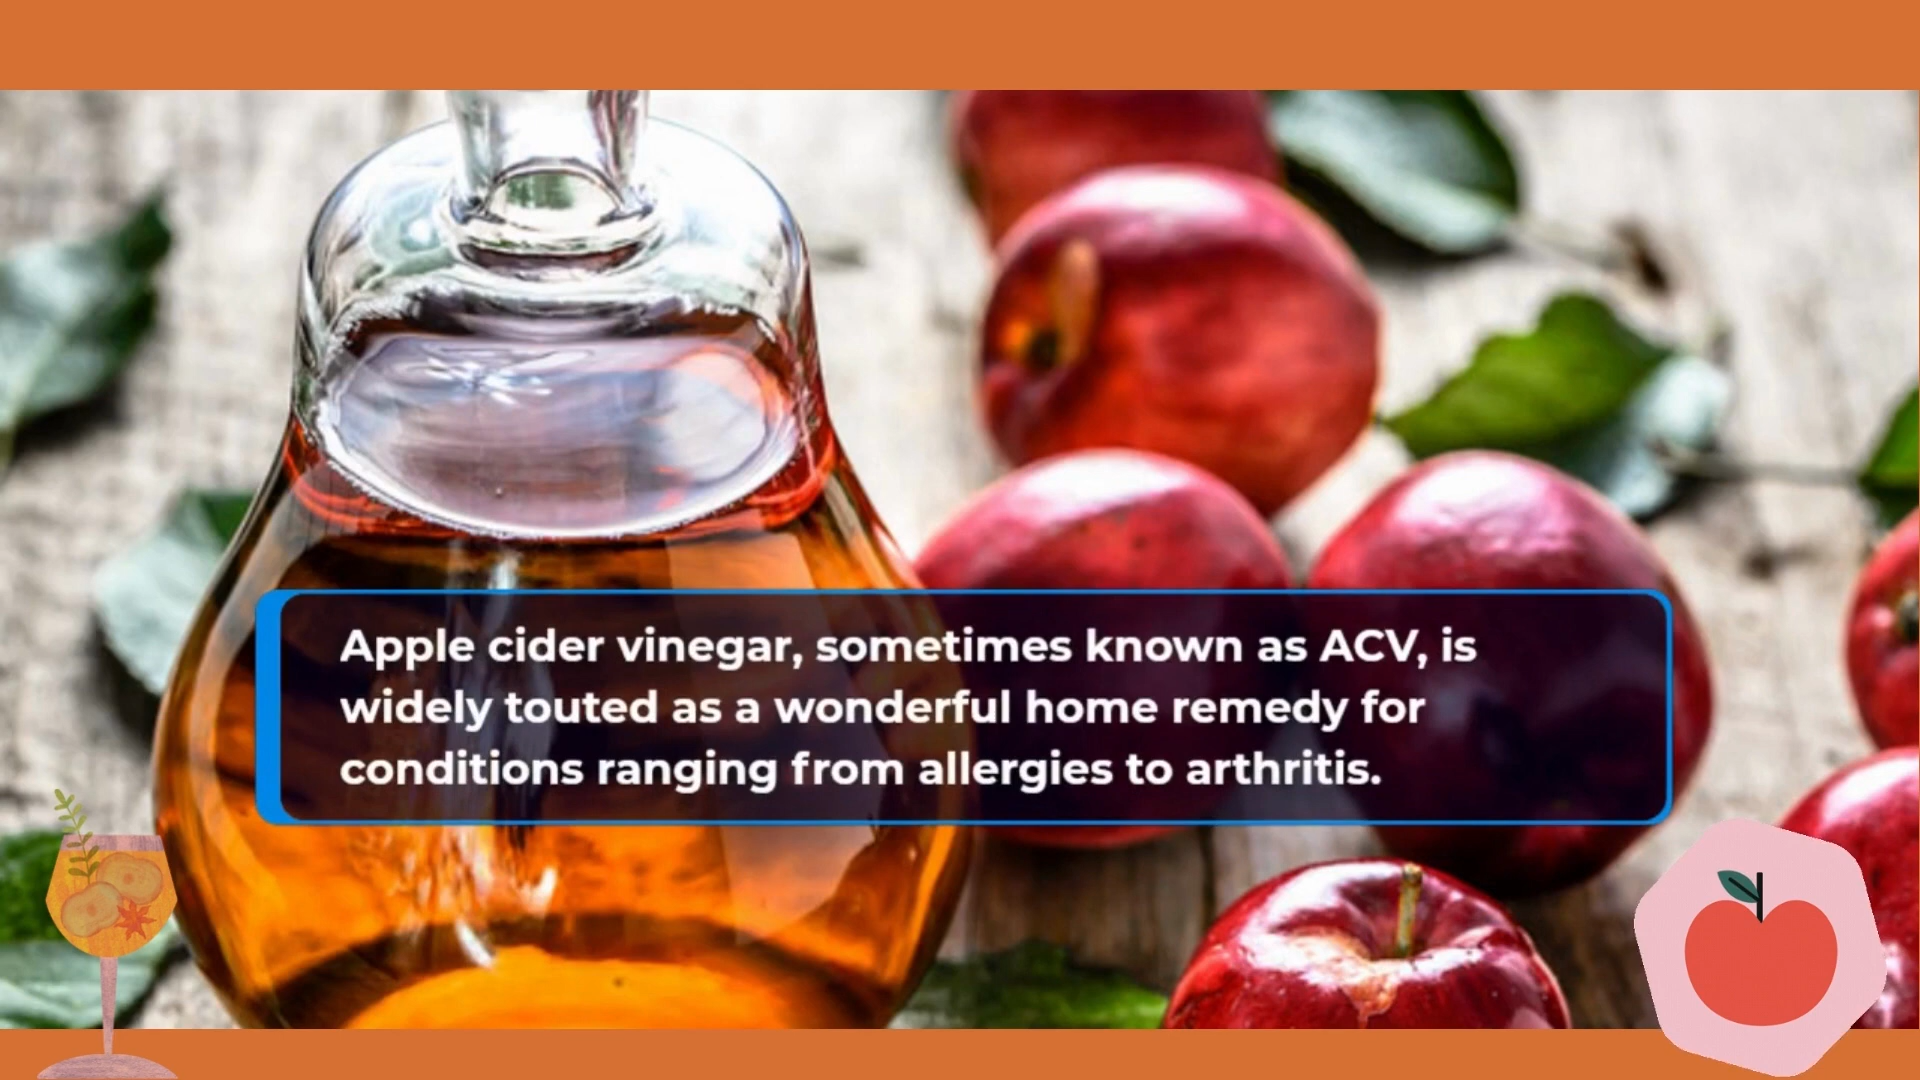 Apple cider vinegar, sometimes known as ACV, is
widely touted as a wonderful home remedy for
conditions ranging from allergies to arthritis.